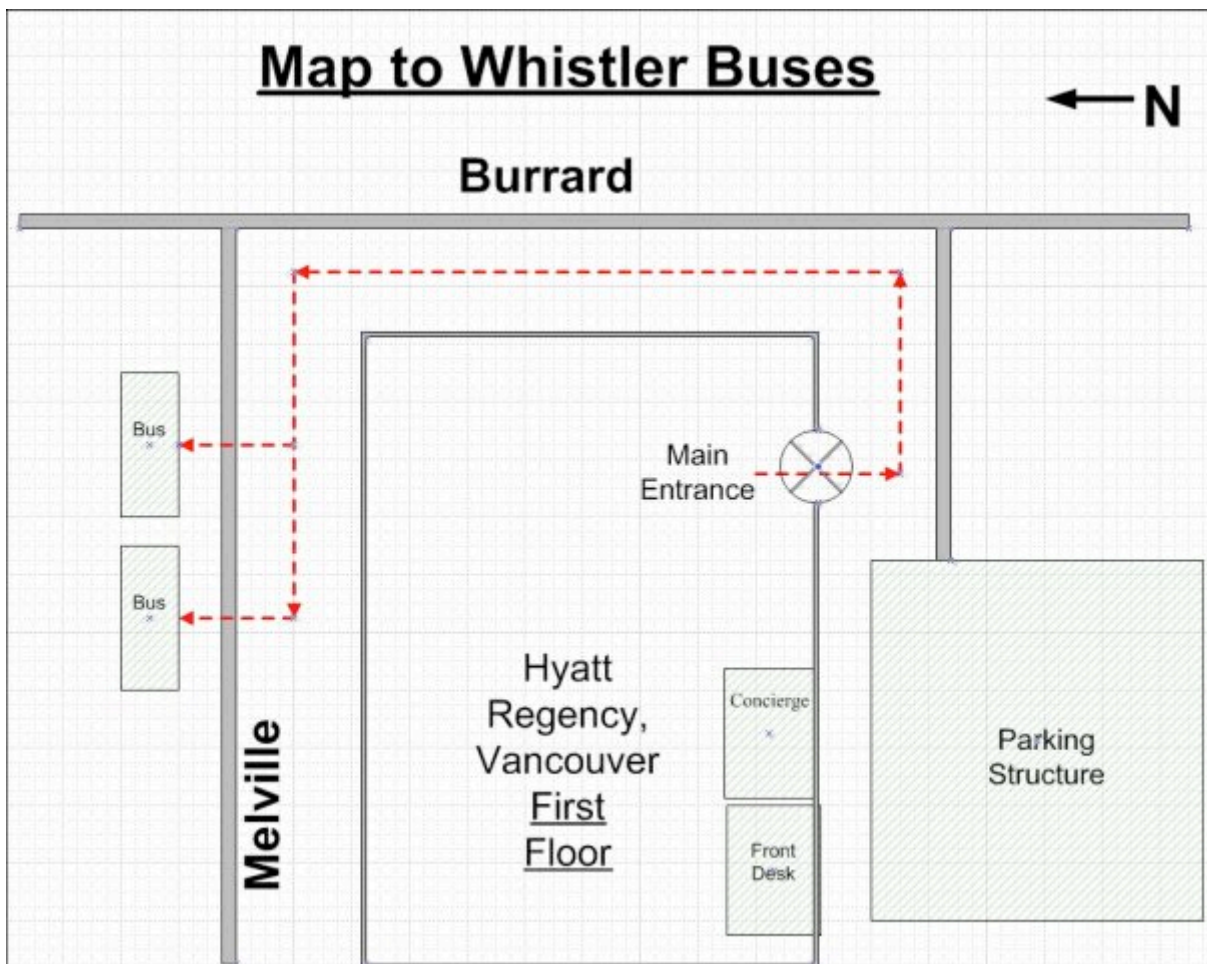 Map to Whistler Buses
N
Burrard
Bus
Main
Entrance
Bus
Hyatt
Regency,
Vancouver
First
Floor
Concierge
Parking
Structure
Melville
Front
Desk